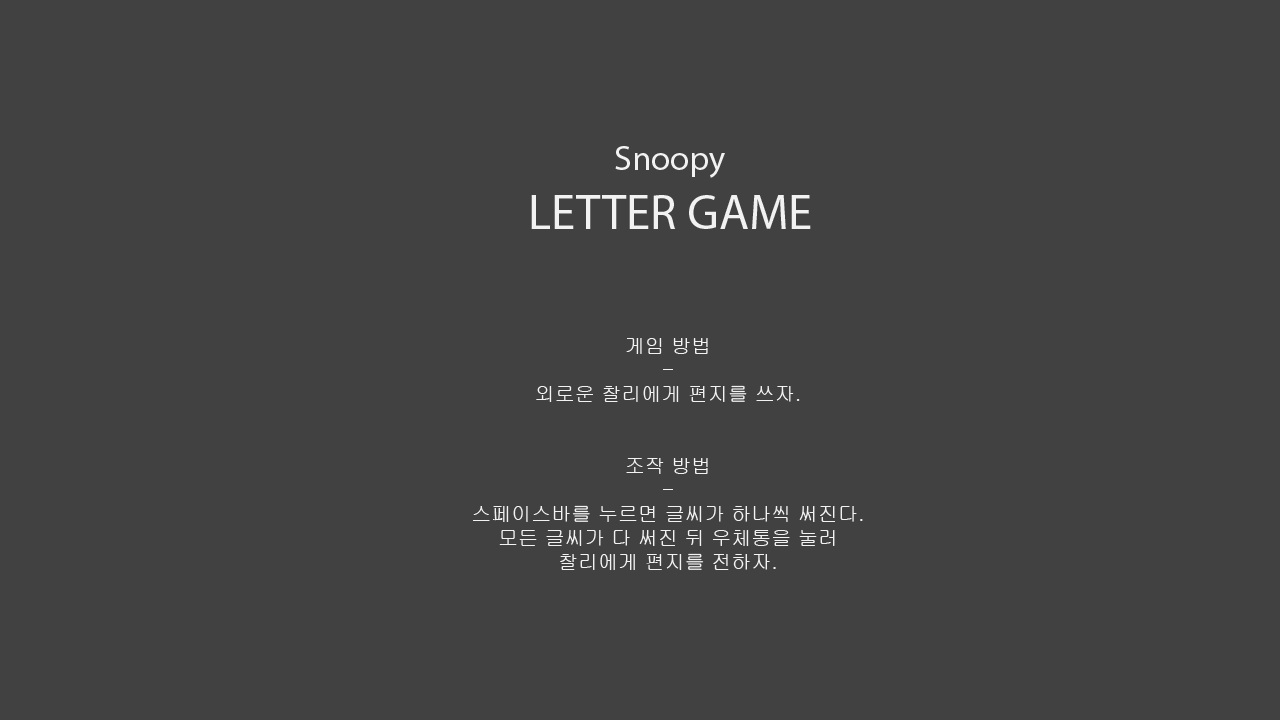 Snoopy
LETTER GAME
게임 방법
–
외로운 찰리에게 편지를 쓰자.
조작 방법
–
스페이스바를 누르면 글씨가 하나씩 써진다.
모든 글씨가 다 써진 뒤 우체통을 눌러
찰리에게 편지를 전하자.